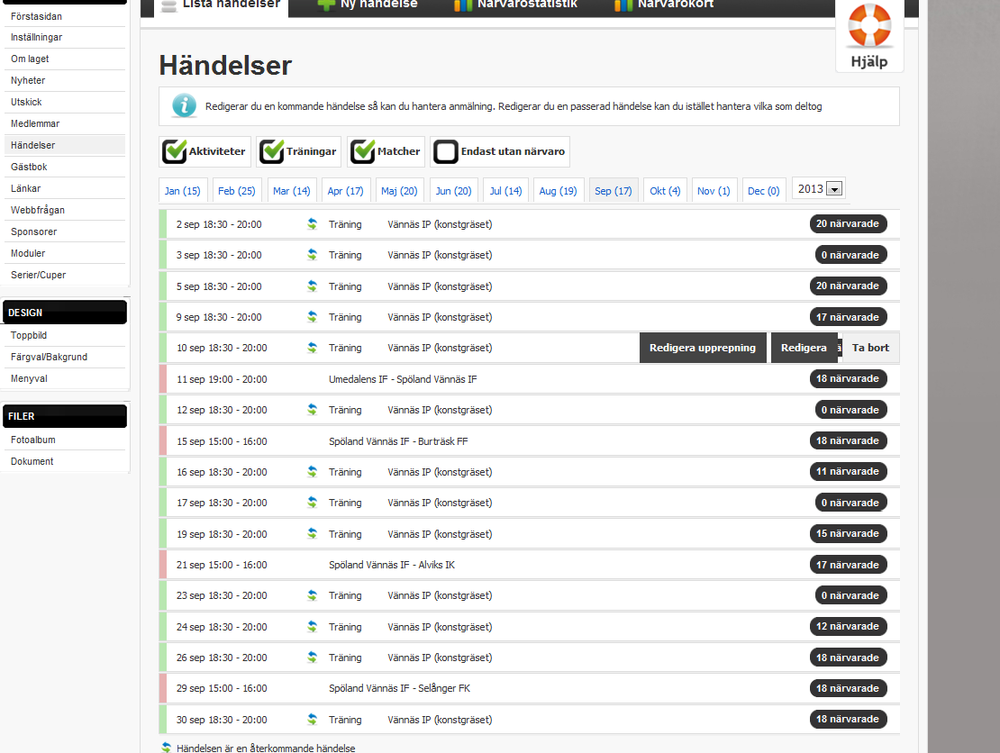 Lista händelser Ny händelse Närvarostatistik Närvarokort
Hjälp
Förstasidan
Inställningar
Om laget
Nyheter
Utskick
Medlemmar
Händelser
Gästbok
Länkar
Webbfrågan
Sponsorer
Moduler
Serier/Cuper
DESIGN
Toppbild
Färgval/Bakgrund
Menyval
FILER
Fotoalbum
Dokument
Händelser
Redigerar du en kommande händelse så kan du hantera anmälning. Redigerar du en passerad händelse kan du istället hantera vilka som deltog
Aktiviteter Träningar Matcher Endast utan närvaro
Jan (15) Feb (25) Mar (14) Apr (17) Maj (20) Jun (20) Jul (14) Aug (19) Sep (17) Okt (4) Nov (1) Dec (0) 2013
2 sep 18:30 - 20:00 Träning Vännäs IP (konstgräset) 20 närvarade
3 sep 18:30 - 20:00 Träning Vännäs IP (konstgräset) 0 närvarade
5 sep 18:30 - 20:00 Träning Vännäs IP (konstgräset) 20 närvarade
9 sep 18:30 - 20:00 Träning Vännäs IP (konstgräset) 17 närvarade
10 sep 18:30 - 20:00 Träning Vännäs IP (konstgräset) Redigera upprepning Redigera Ta bort
11 sep 19:00 - 20:00 Umedalens IF - Spöland Vännäs IF 18 närvarade
12 sep 18:30 - 20:00 Träning Vännäs IP (konstgräset) 0 närvarade
15 sep 15:00 - 16:00 Spöland Vännäs IF - Burträsk FF 18 närvarade
16 sep 18:30 - 20:00 Träning Vännäs IP (konstgräset) 11 närvarade
17 sep 18:30 - 20:00 Träning Vännäs IP (konstgräset) 0 närvarade
19 sep 18:30 - 20:00 Träning Vännäs IP (konstgräset) 15 närvarade
21 sep 15:00 - 16:00 Spöland Vännäs IF - Alviks IK 17 närvarade
23 sep 18:30 - 20:00 Träning Vännäs IP (konstgräset) 0 närvarade
24 sep 18:30 - 20:00 Träning Vännäs IP (konstgräset) 12 närvarade
26 sep 18:30 - 20:00 Träning Vännäs IP (konstgräset) 18 närvarade
29 sep 15:00 - 16:00 Spöland Vännäs IF - Selånger FK 18 närvarade
30 sep 18:30 - 20:00 Träning Vännäs IP (konstgräset) 18 närvarade
Händelsen är en återkommande händelse